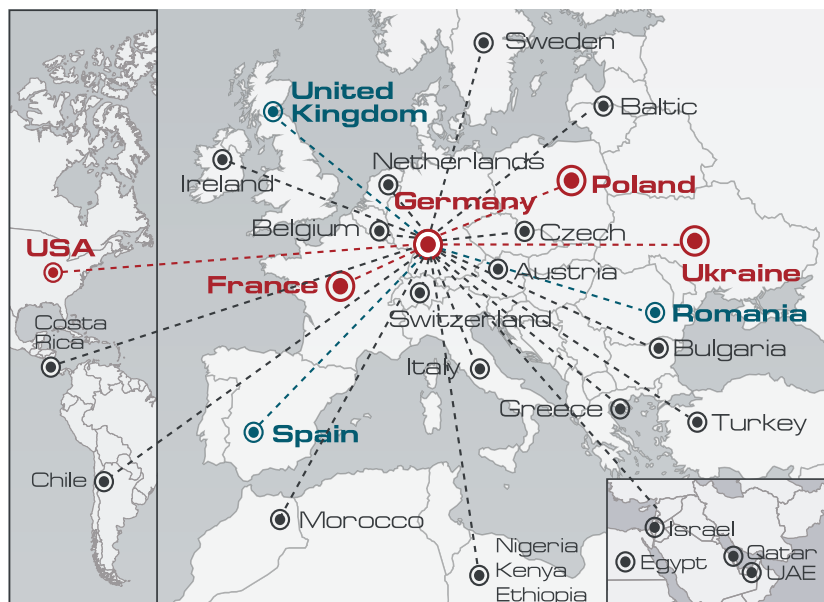 Sweden
United
Kingdom
Baltic
Netherlands
Ireland
Poland
Germany
Belgium
Czech
USA
Ukraine
Austria
France
Switzerland
Romania
Costa
Rica
Bulgaria
Italy
Greece
Turkey
Spain
Chile
Morocco
Israel
Nigeria
Kenya
Ethiopia
Egypt
Qatar
UAE